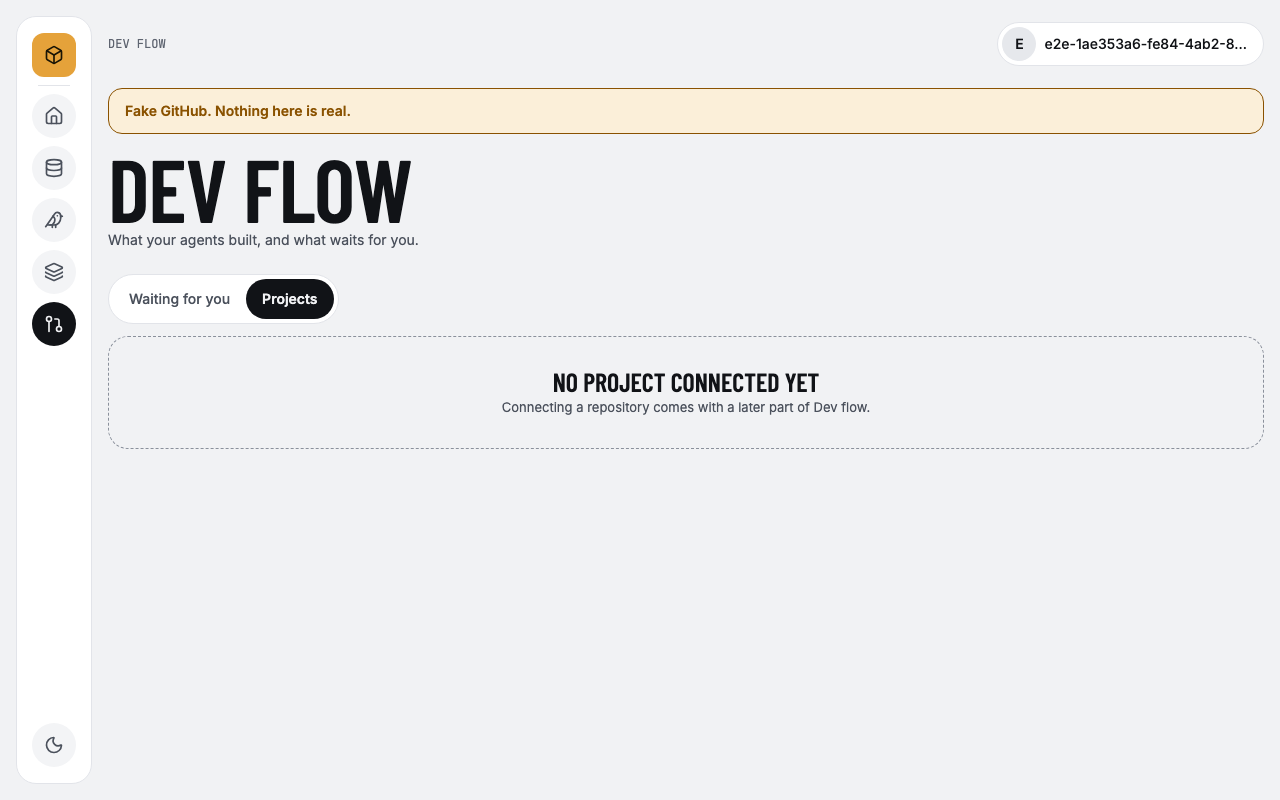 DEV FLOW
E
e2e-1ae353a6-fe84-4ab2-8...
Fake GitHub. Nothing here is real.
DEV FLOW
What your agents built, and what waits for you.
Waiting for you
Projects
NO PROJECT CONNECTED YET
Connecting a repository comes with a later part of Dev flow.